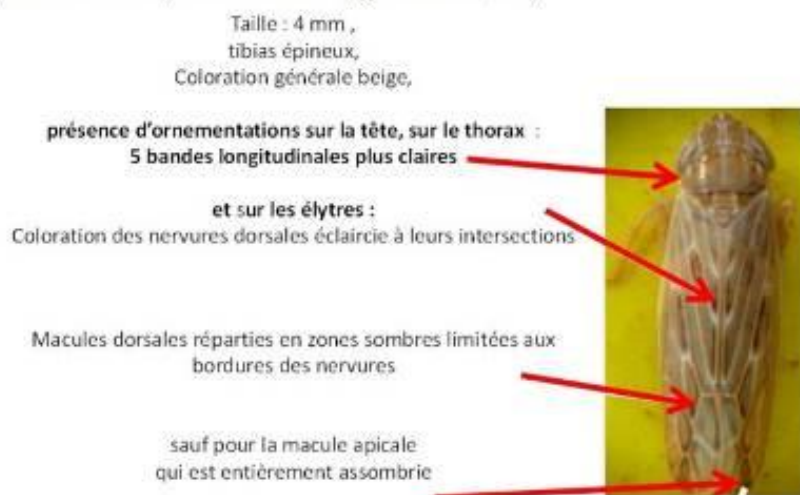 Taille : 4 mm ,
tibias épineux,
Coloration générale beige,
présence d'ornementations sur la tête, sur le thorax :
5 bandes longitudinales plus claires
et sur les élytres :
Coloration des nervures dorsales éclaircie à leurs intersections
Macules dorsales réparties en zones sombres limitées aux
bordures des nervures
sauf pour la macule apicale
qui est entièrement assombrie